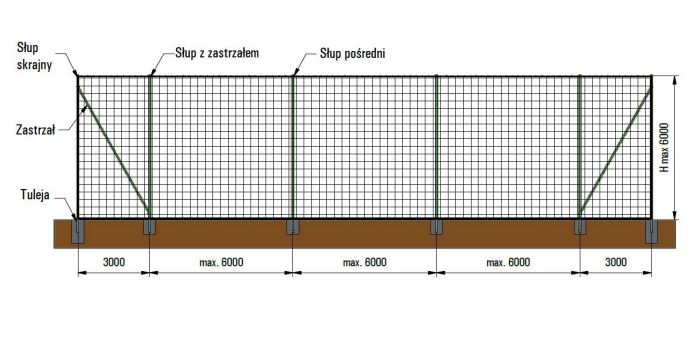 Słup
skrajny
Słup z zastrzałem
Słup pośredni
Zastrzał
Tuleja
H max 6000
3000
max. 6000
max. 6000
max. 6000
3000